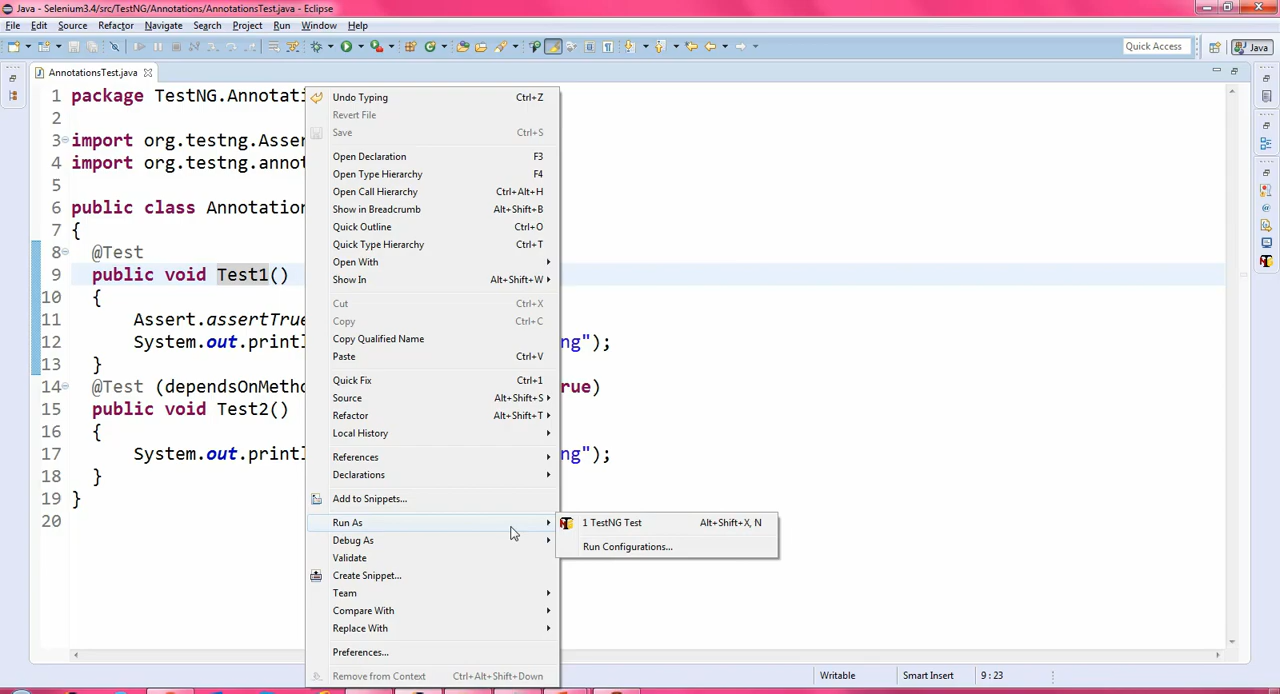 Java - Selenium3.4/src/TestNG/Annotations/AnnotationsTest.java - Eclipse
File Edit Source Refactor Navigate Search Project Run Window Help
Quick Access Java
AnnotationsTest.java
1 package TestNG.Annotati
2
3 import org.testng.Asser
4 import org.testng.annot
5
6 public class Annotation
7 {
8 @Test
9 public void Test1()
10 {
11 Assert.assertTrue
12 System.out.printl ng");
13 }
14 @Test (dependsOnMetho rue)
15 public void Test2()
16 {
17 System.out.printl ng");
18 }
19 }
20
Undo Typing Ctrl+Z
Revert File
Save Ctrl+S
Open Declaration F3
Open Type Hierarchy F4
Open Call Hierarchy Ctrl+Alt+H
Show in Breadcrumb Alt+Shift+B
Quick Outline Ctrl+O
Quick Type Hierarchy Ctrl+T
Open With
Show In Alt+Shift+W
Cut Ctrl+X
Copy Ctrl+C
Copy Qualified Name
Paste Ctrl+V
Quick Fix Ctrl+1
Source Alt+Shift+S
Refactor Alt+Shift+T
Local History
References
Declarations
Add to Snippets...
Run As
Debug As
Validate
Create Snippet...
Team
Compare With
Replace With
Preferences...
Remove from Context Ctrl+Alt+Shift+Down
1 TestNG Test Alt+Shift+X, N
Run Configurations...
Writable Smart Insert 9 : 23